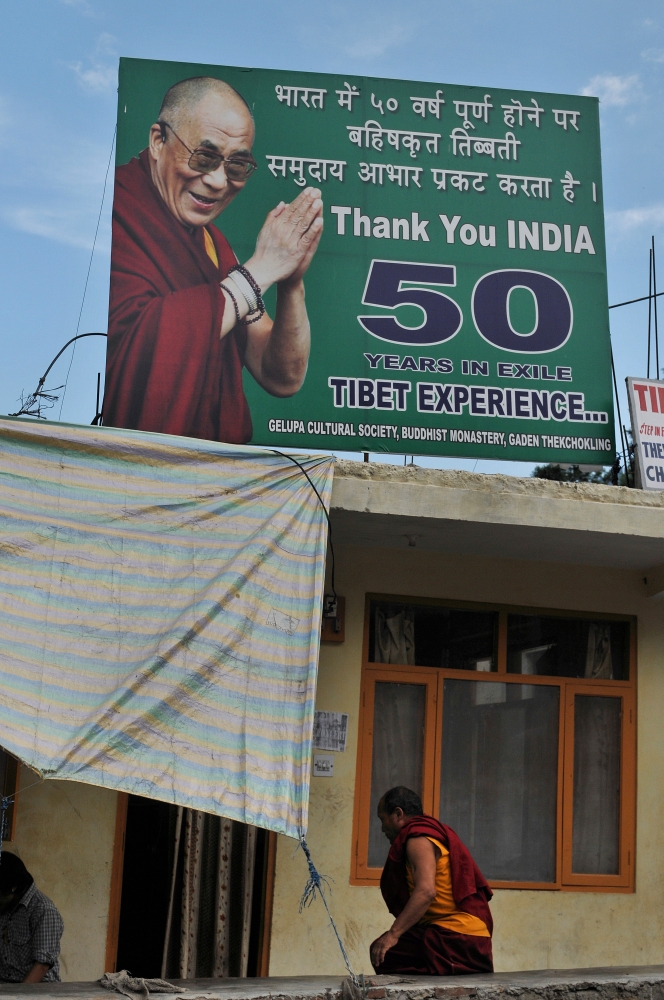 भारत में ५० वर्ष पूर्ण होने पर
बहिषकृत तिब्बती
समुदाय आभार प्रकट करता है ।
Thank You INDIA
50
YEARS IN EXILE
TIBET EXPERIENCE...
GELUPA CULTURAL SOCIETY, BUDDHIST MONASTERY, GADEN THEKCHOKLING